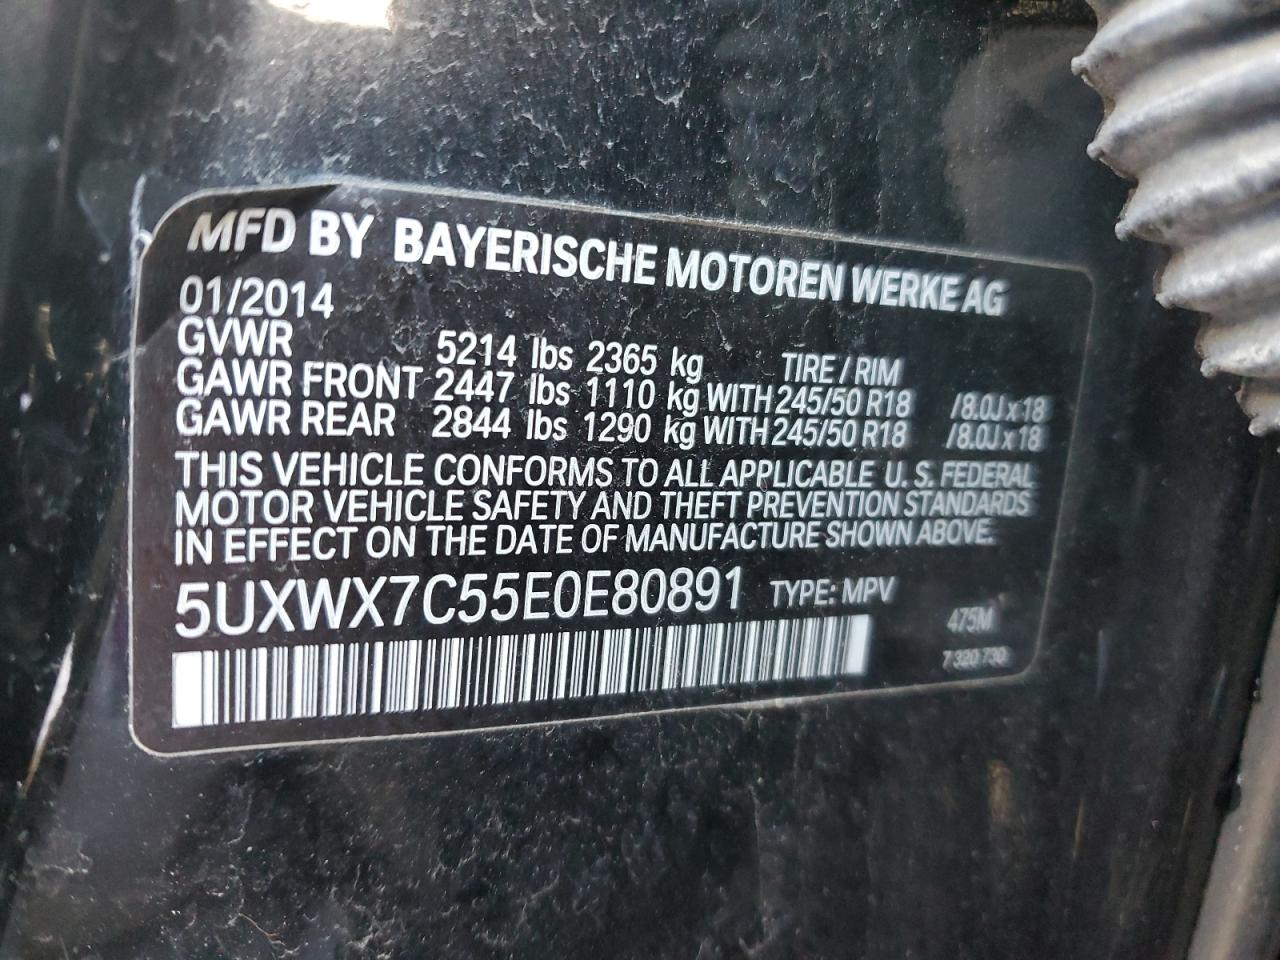 MFD BY BAYERISCHE MOTOREN WERKE AG
01/2014
GVWR 5214 lbs 2365 kg TIRE / RIM
GAWR FRONT 2447 lbs 1110 kg WITH 245/50 R18 / 8.0J x 18
GAWR REAR 2844 lbs 1290 kg WITH 245/50 R18 / 8.0J x 18
THIS VEHICLE CONFORMS TO ALL APPLICABLE U. S. FEDERAL
MOTOR VEHICLE SAFETY AND THEFT PREVENTION STANDARDS
IN EFFECT ON THE DATE OF MANUFACTURE SHOWN ABOVE.
5UXWX7C55E0E80891 TYPE: MPV
475M
7 320 730